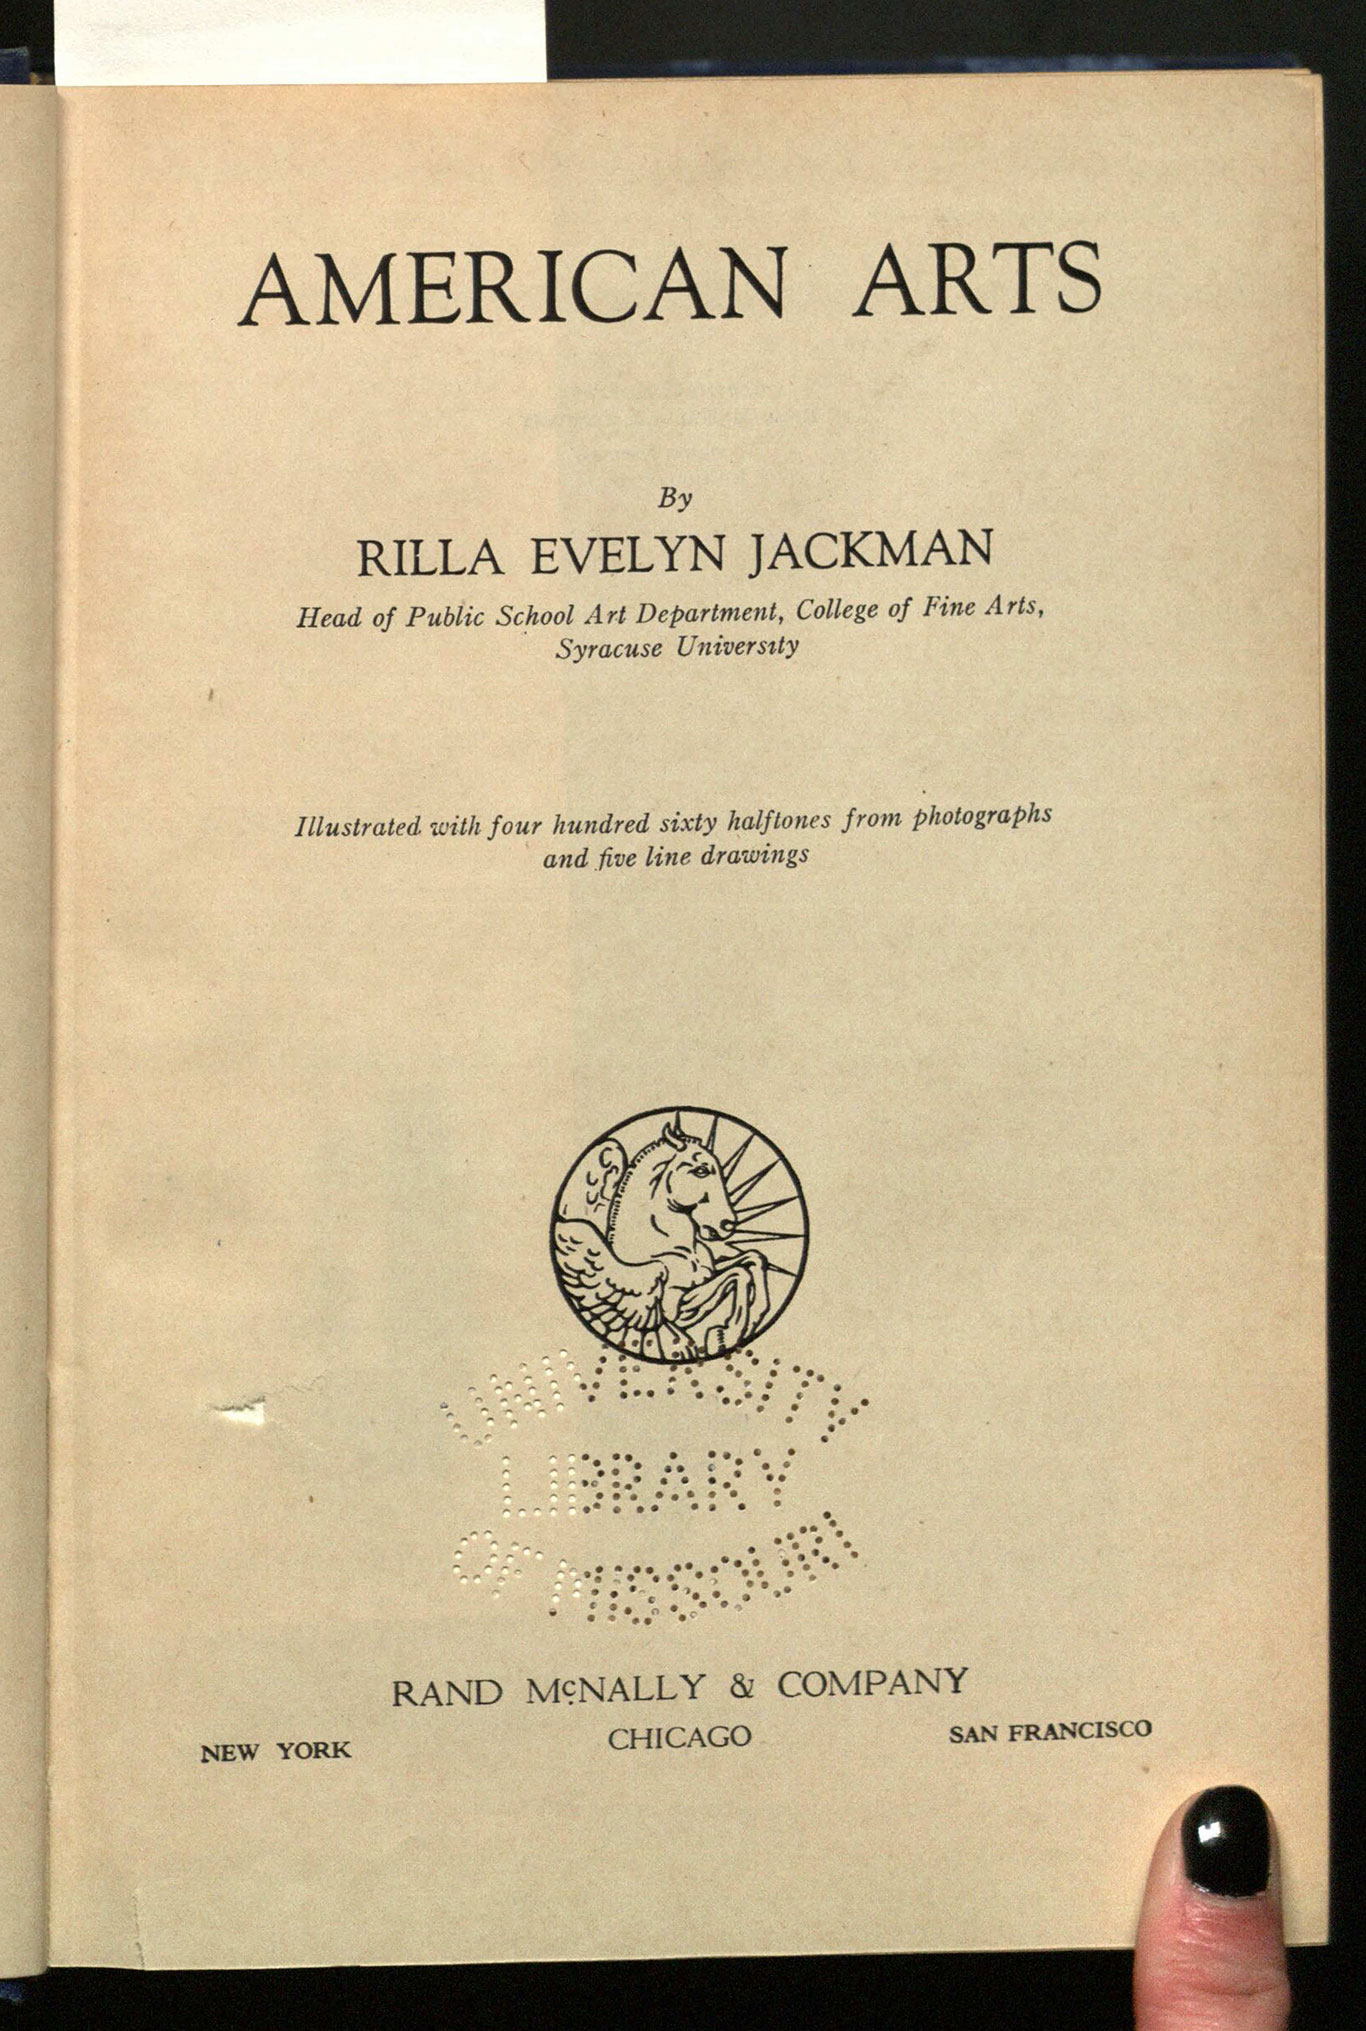 AMERICAN ARTS
By
RILLA EVELYN JACKMAN
Head of Public School Art Department, College of Fine Arts,
Syracuse University
Illustrated with four hundred sixty halftones from photographs
and five line drawings
UNIVERSITY
LIBRARY
OF MISSOURI
RAND McNALLY & COMPANY
NEW YORK CHICAGO SAN FRANCISCO